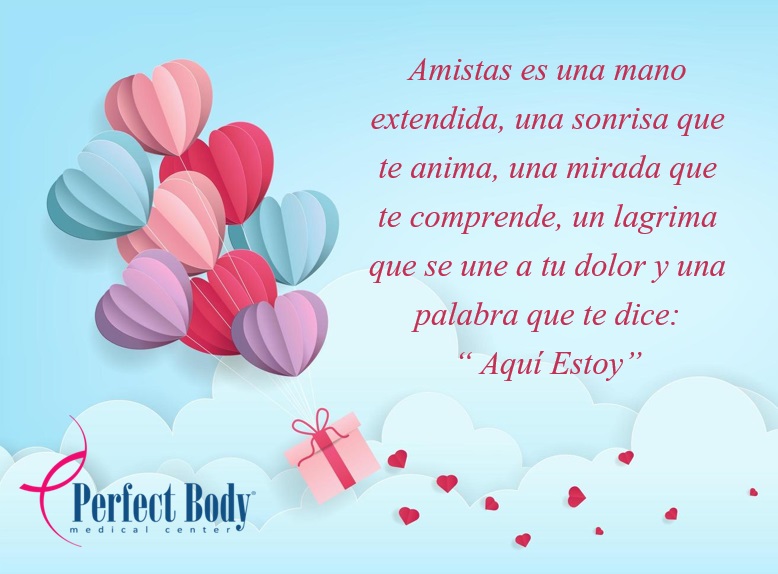 Amistas es una mano
extendida, una sonrisa que
te anima, una mirada que
te comprende, un lagrima
que se une a tu dolor y una
palabra que te dice:
“ Aquí Estoy”
Perfect Body®
medical center